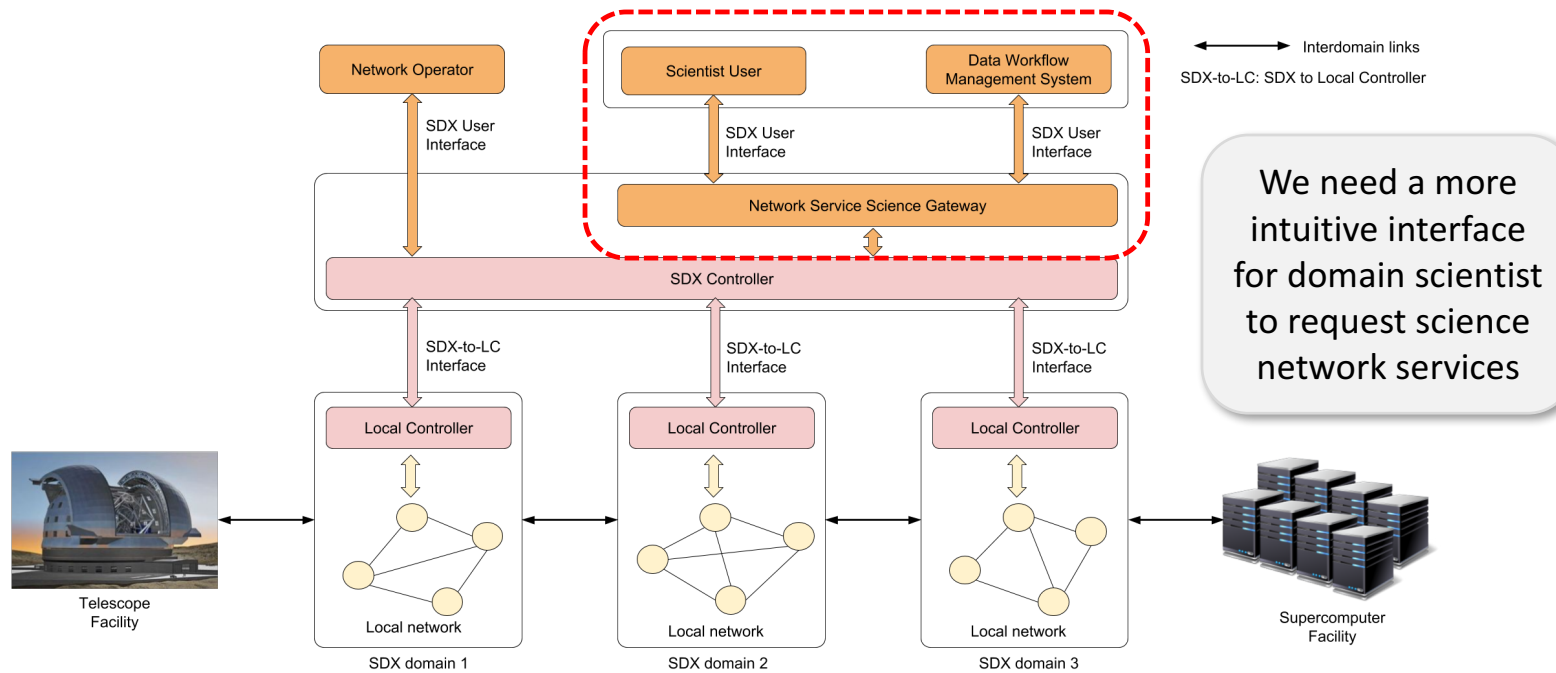 Network Operator
Scientist User
Data Workflow
Management System
Interdomain links
SDX-to-LC: SDX to Local Controller
SDX User
Interface
SDX User
Interface
SDX User
Interface
Network Service Science Gateway
SDX Controller
We need a more
intuitive interface
for domain scientist
to request science
network services
SDX-to-LC
Interface
SDX-to-LC
Interface
SDX-to-LC
Interface
Local Controller
Local Controller
Local Controller
Telescope
Facility
Local network
Local network
Local network
Supercomputer
Facility
SDX domain 1
SDX domain 2
SDX domain 3